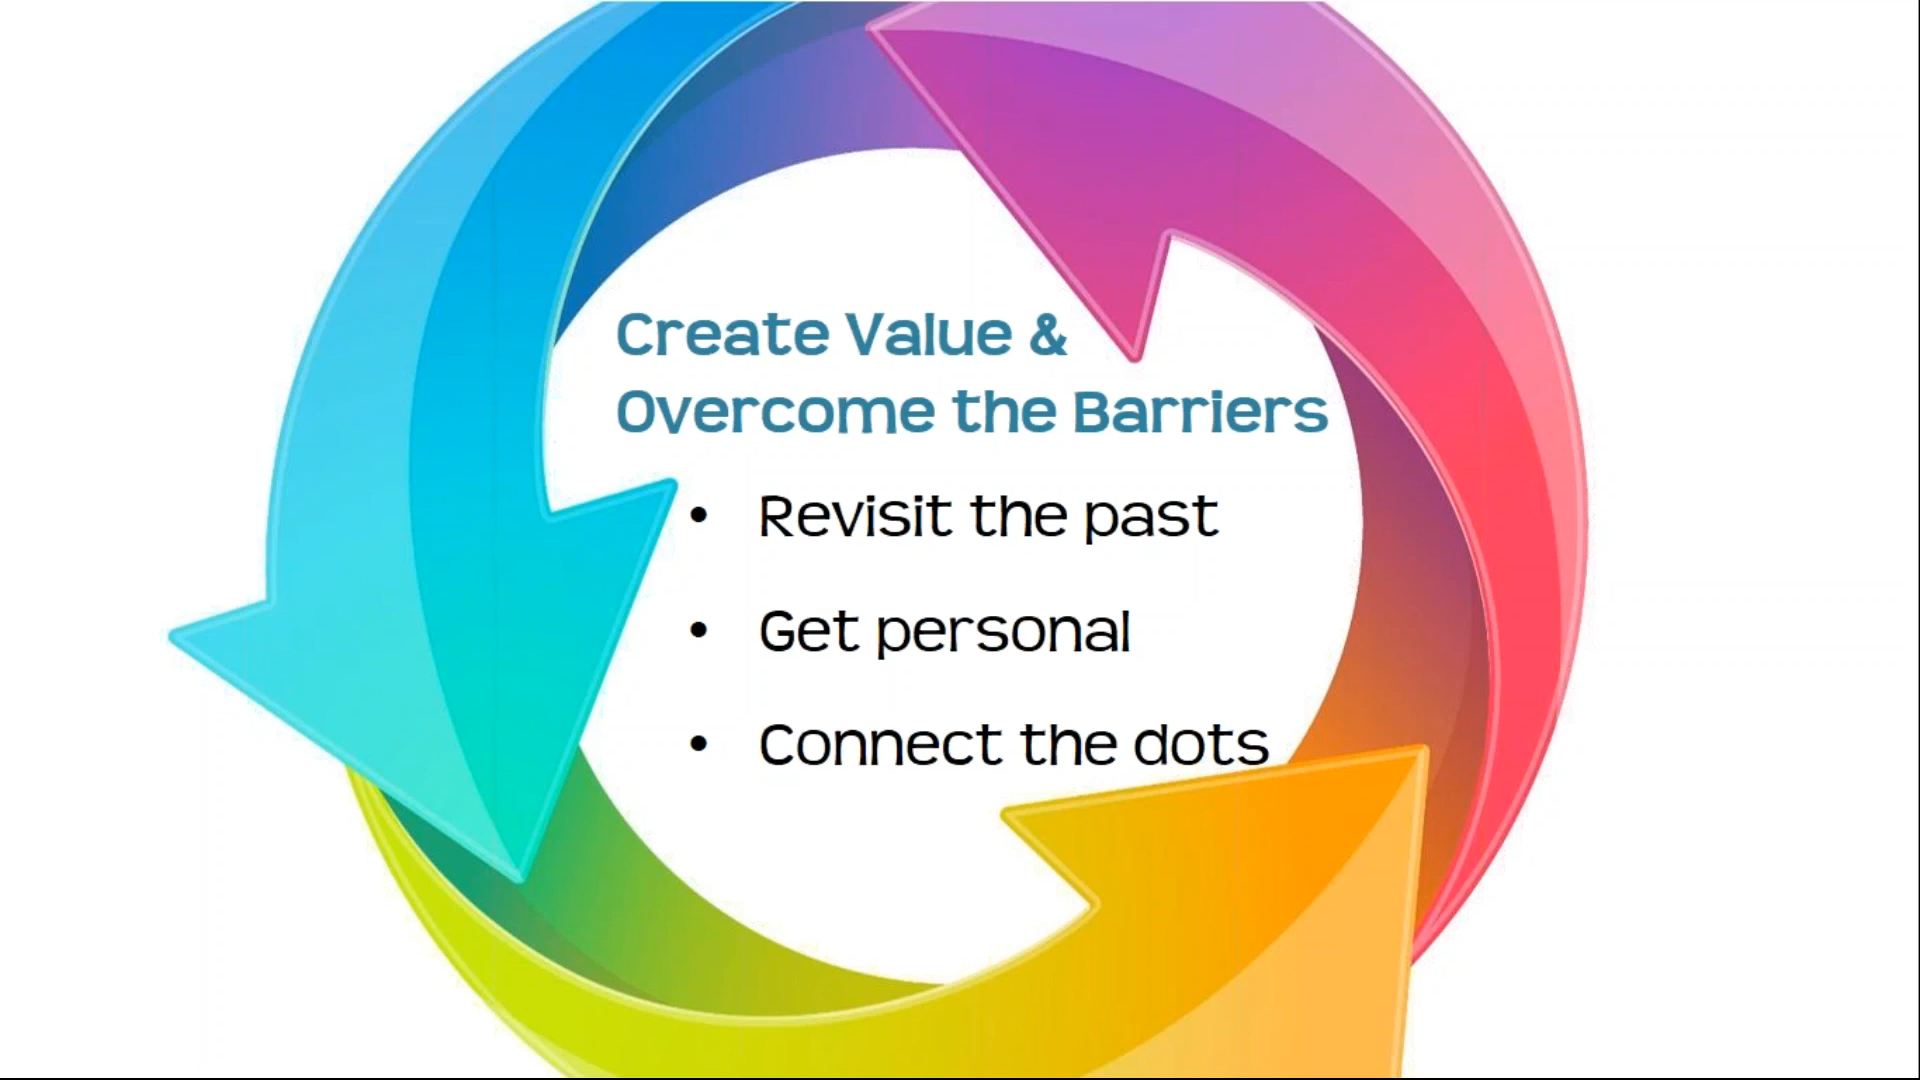 Create Value &
Overcome the Barriers
• Revisit the past
• Get personal
• Connect the dots